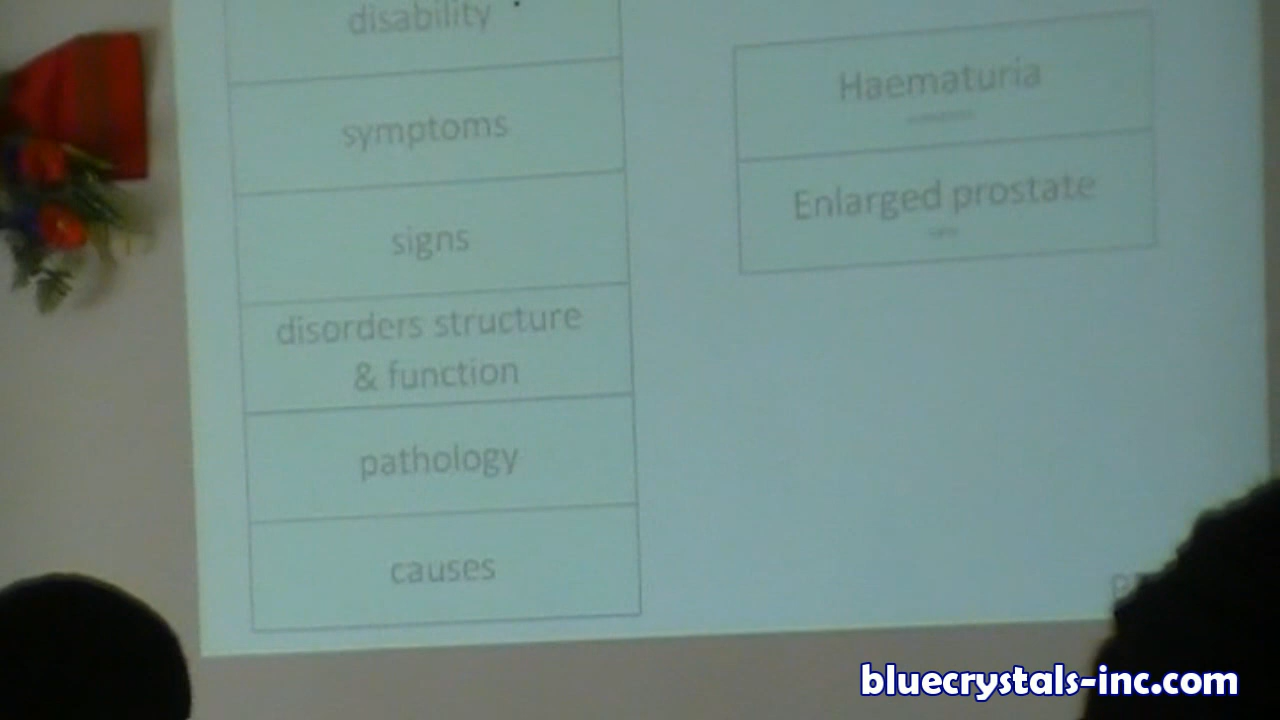 disability
symptoms
signs
disorders structure
& function
pathology
causes
Haematuria
Enlarged prostate
bluecrystals-inc.com